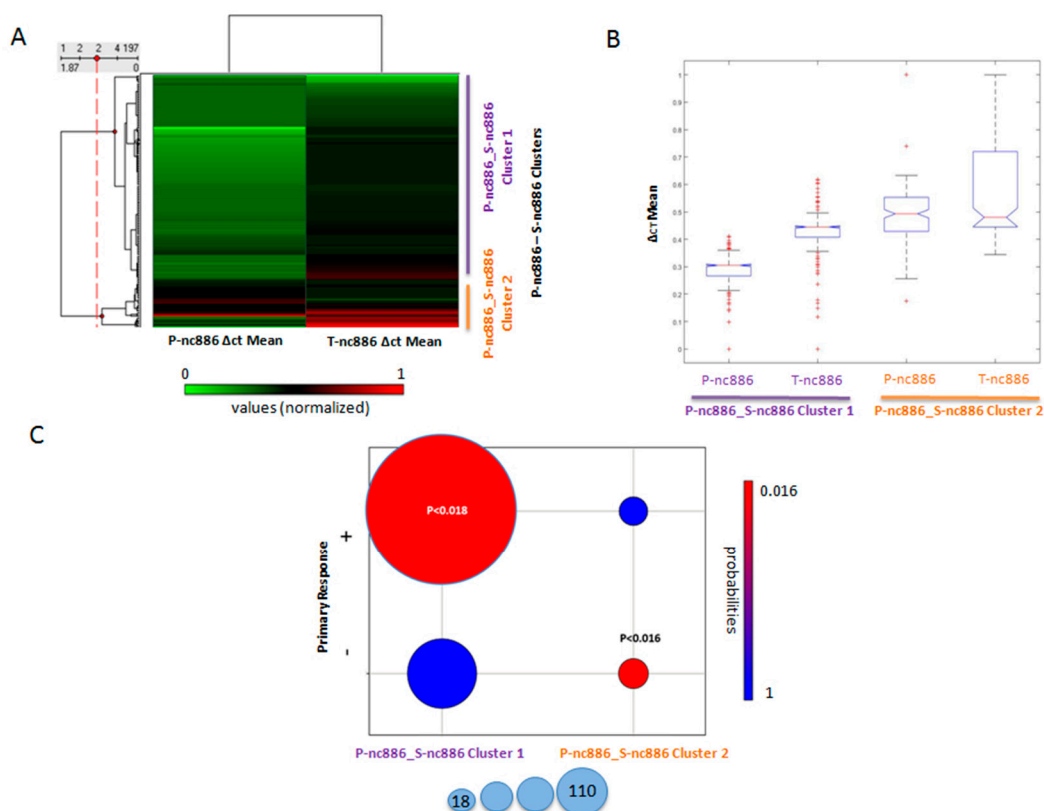 A
1 2 2 4 197
1.87 0
P-nc886_S-nc886
Cluster 1
P-nc886_S-nc886
Cluster 2
P-nc886 – S-nc886 Clusters
P-nc886 Δct Mean T-nc886 Δct Mean
0 1
values (normalized)
B
1
0.9
0.8
0.7
0.6
0.5
0.4
0.3
0.2
0.1
0
ΔCT Mean
P-nc886 T-nc886 P-nc886 T-nc886
P-nc886_S-nc886 Cluster 1 P-nc886_S-nc886 Cluster 2
C
Primary Response
+
-
P<0.018
P<0.016
0.016
probabilities
1
P-nc886_S-nc886 Cluster 1 P-nc886_S-nc886 Cluster 2
18 110